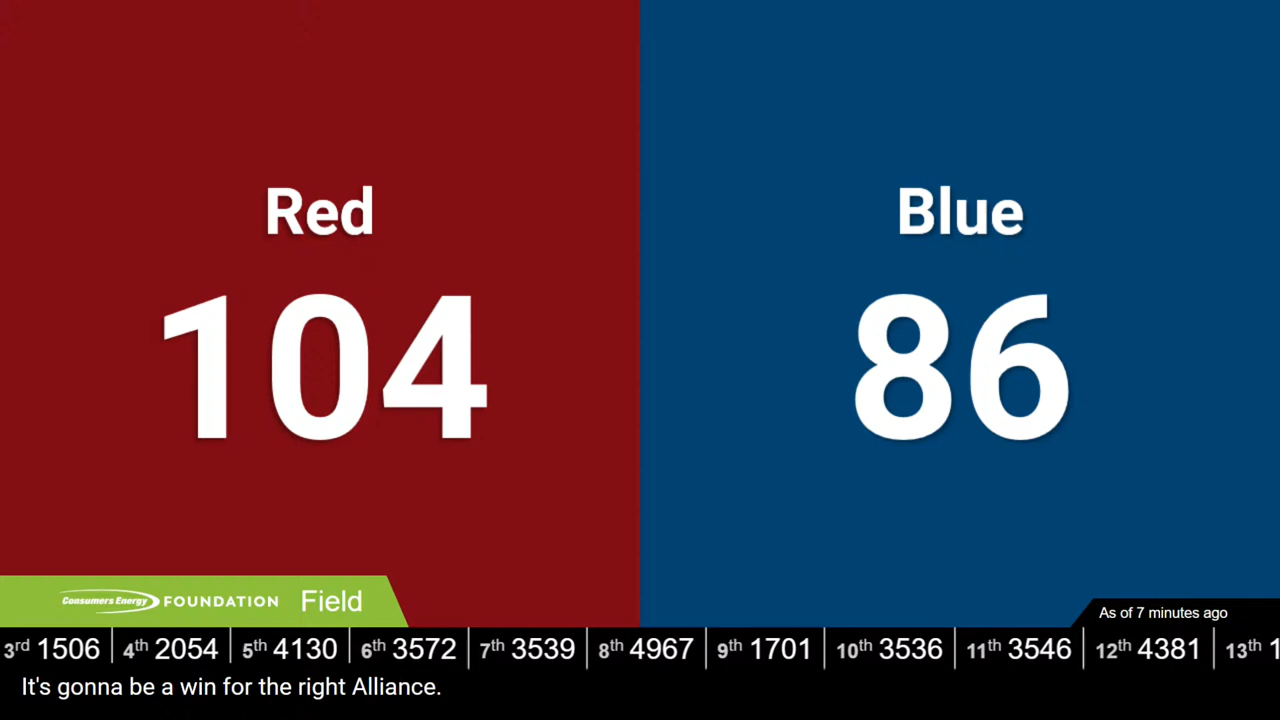 Red Blue
104 86
Consumers Energy FOUNDATION Field
As of 7 minutes ago
3rd 1506 4th 2054 5th 4130 6th 3572 7th 3539 8th 4967 9th 1701 10th 3536 11th 3546 12th 4381 13th 1
It's gonna be a win for the right Alliance.